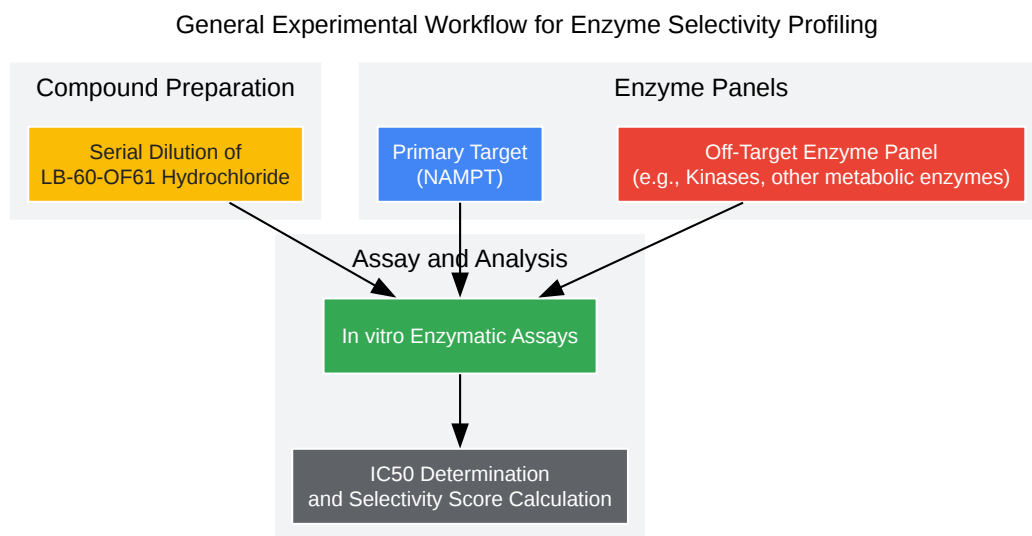 General Experimental Workflow for Enzyme Selectivity Profiling
Compound Preparation
Serial Dilution of
LB-60-OF61 Hydrochloride
Enzyme Panels
Primary Target
(NAMPT)
Off-Target Enzyme Panel
(e.g., Kinases, other metabolic enzymes)
Assay and Analysis
In vitro Enzymatic Assays
IC50 Determination
and Selectivity Score Calculation